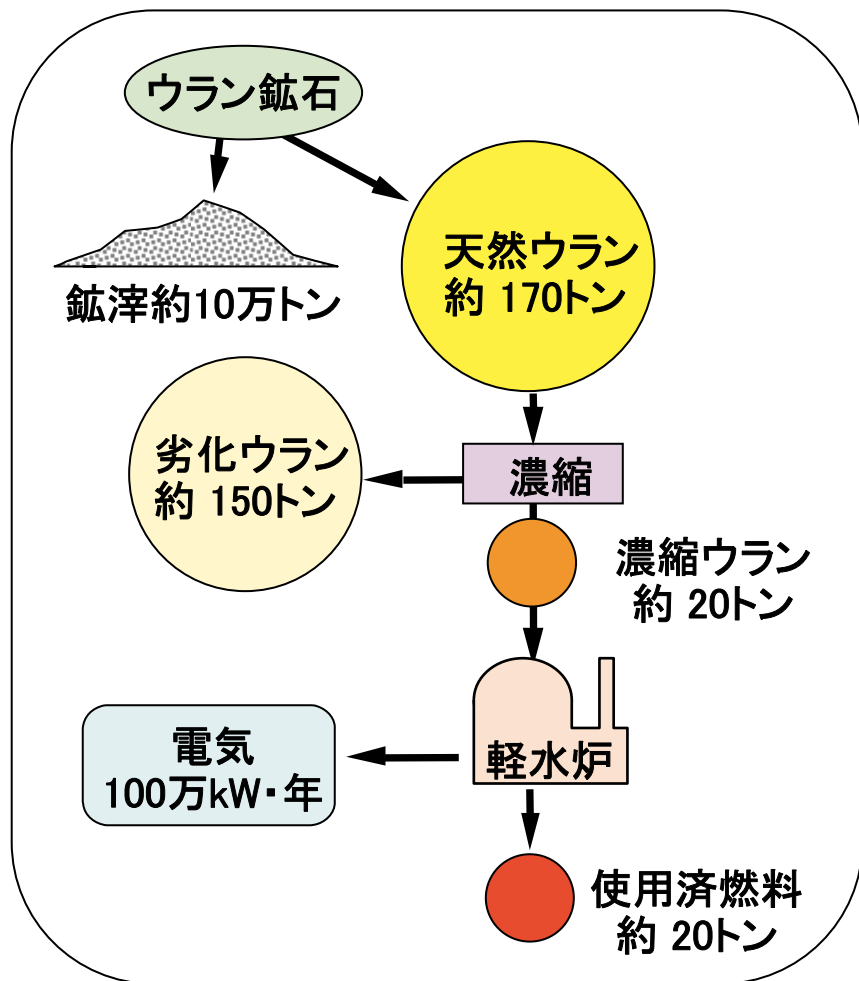 ウラン鉱石
天然ウラン
約 170トン
鉱滓約10万トン
劣化ウラン
約 150トン
濃縮
濃縮ウラン
約 20トン
軽水炉
電気
100万kW・年
使用済燃料
約 20トン